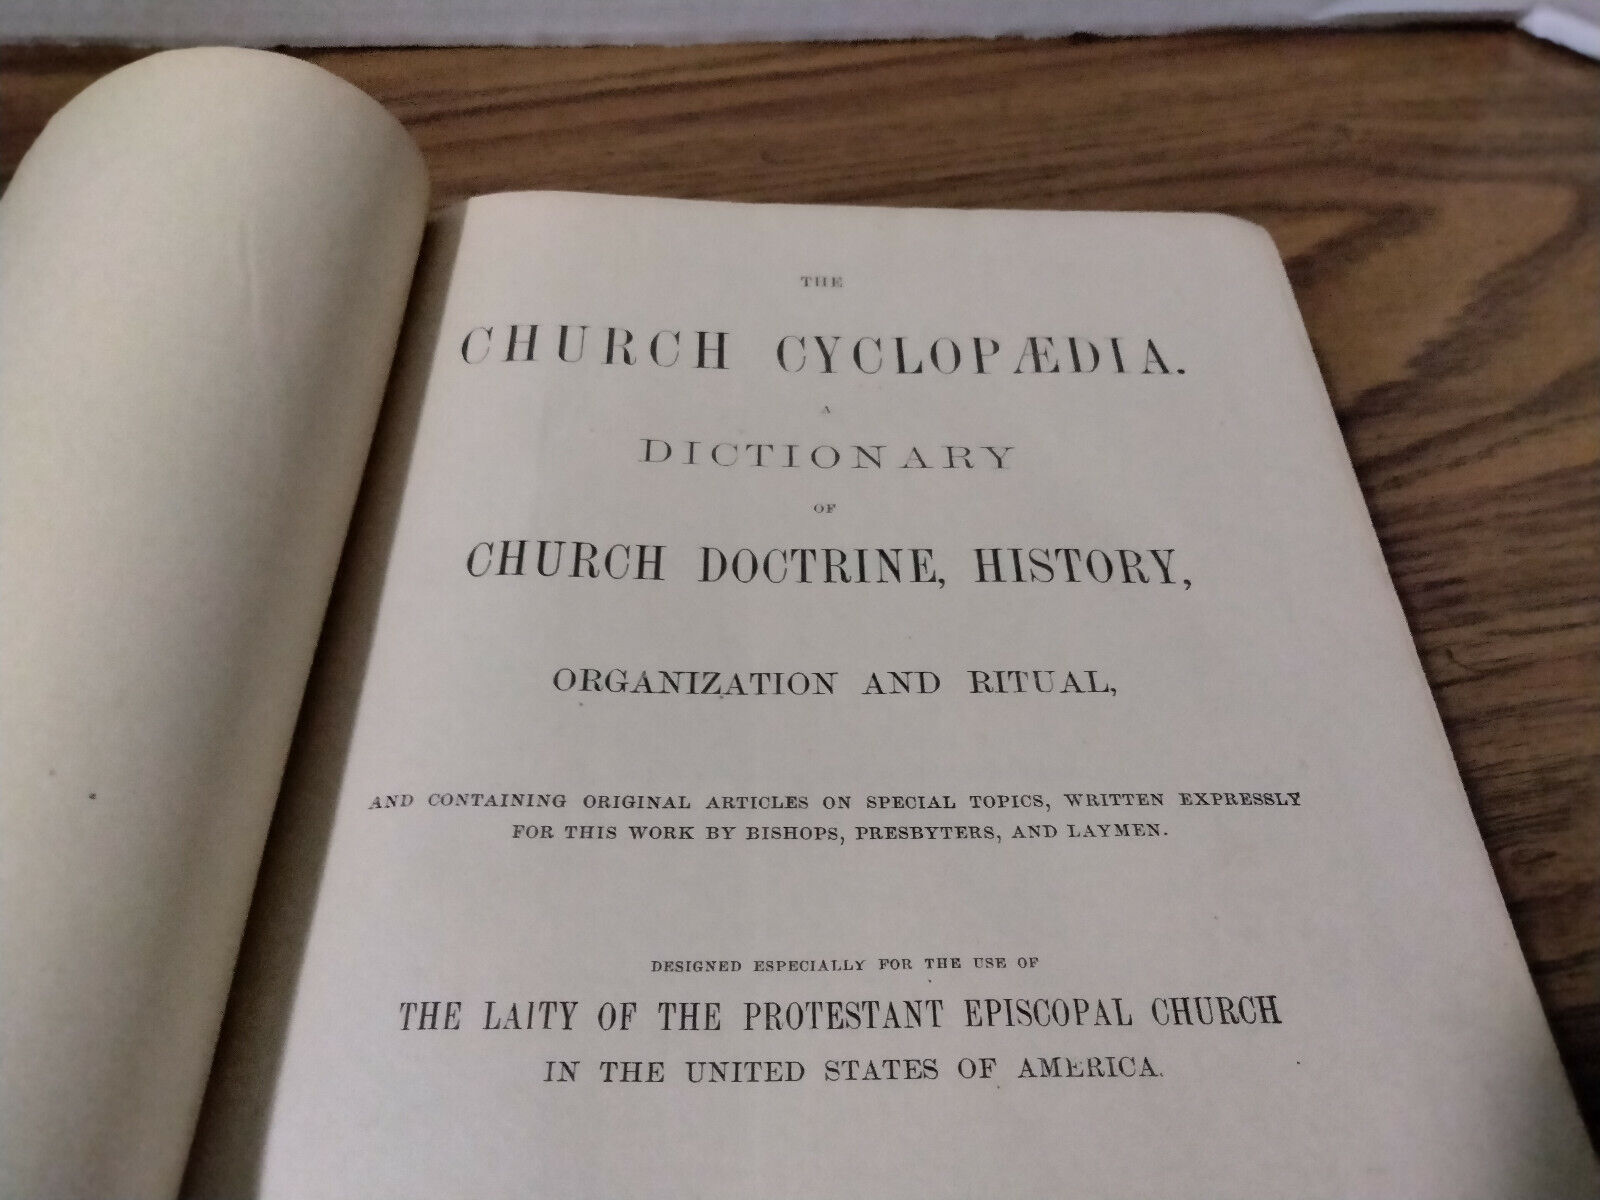 THE
CHURCH CYCLOPÆDIA.
A
DICTIONARY
OF
CHURCH DOCTRINE, HISTORY,
ORGANIZATION AND RITUAL,
AND CONTAINING ORIGINAL ARTICLES ON SPECIAL TOPICS, WRITTEN EXPRESSLY
FOR THIS WORK BY BISHOPS, PRESBYTERS, AND LAYMEN.
DESIGNED ESPECIALLY FOR THE USE OF
THE LAITY OF THE PROTESTANT EPISCOPAL CHURCH
IN THE UNITED STATES OF AMERICA.